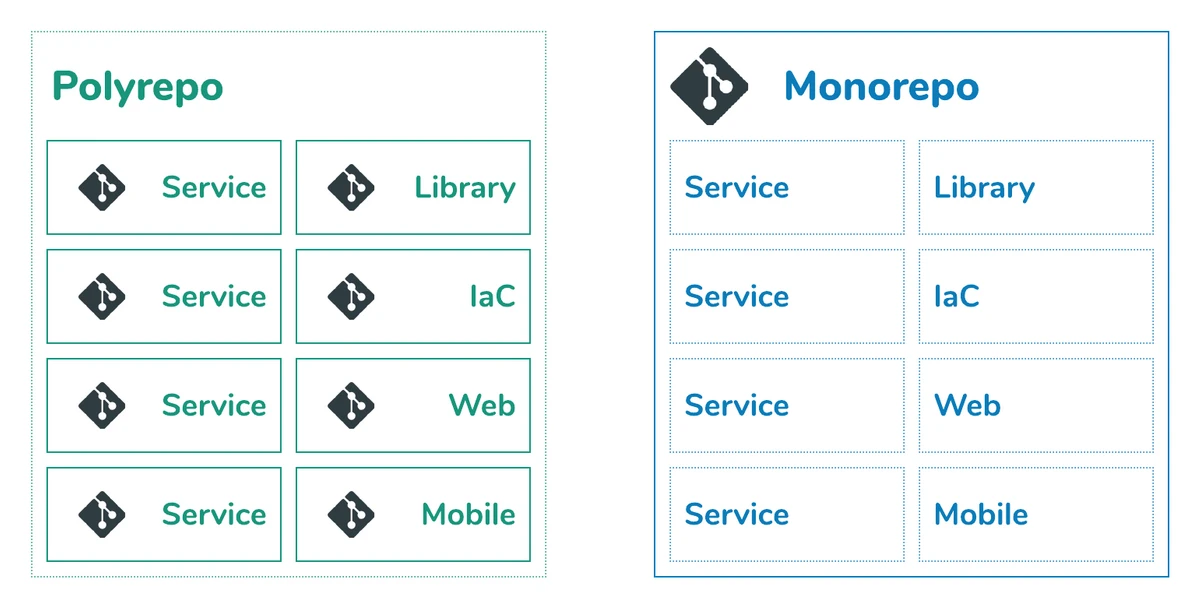 Polyrepo
Service
Library
Service
IaC
Service
Web
Service
Mobile
Monorepo
Service
Library
Service
IaC
Service
Web
Service
Mobile